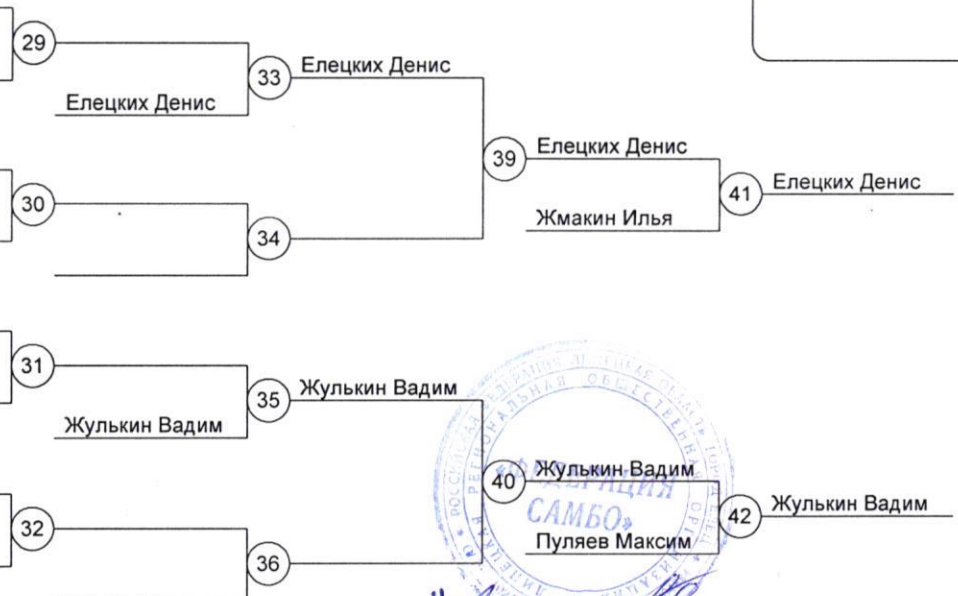 29
33
Елецких Денис
Елецких Денис
39
Елецких Денис
41
Елецких Денис
30
Жмакин Илья
34
31
35
Жулькин Вадим
Жулькин Вадим
40
Жулькин Вадим
«ФЕДЕРАЦИЯ
САМБО»
42
Жулькин Вадим
32
Пуляев Максим
36